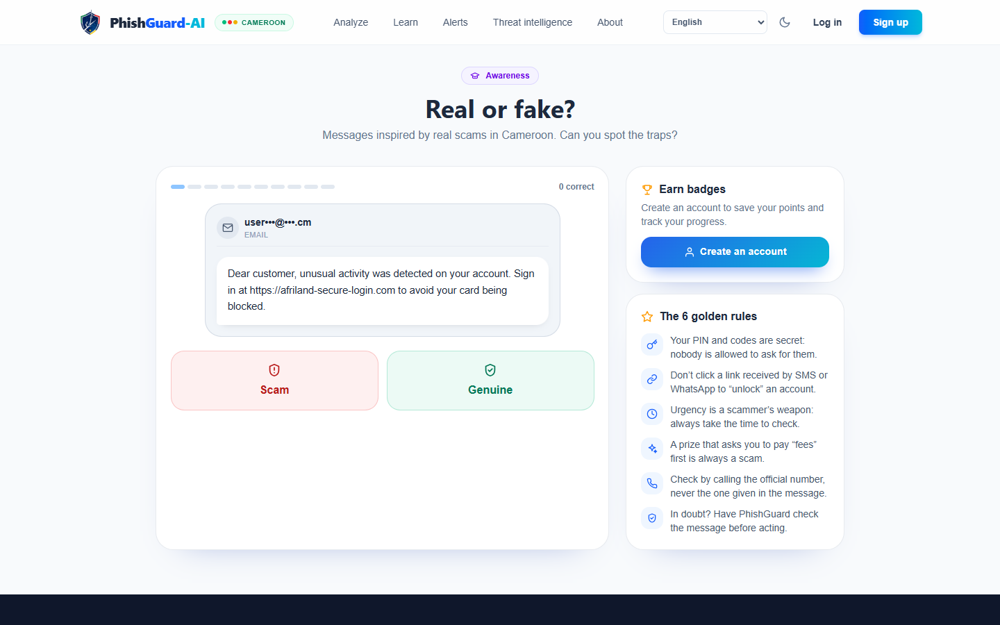 PhishGuard-AI
CAMEROON
Analyze
Learn
Alerts
Threat intelligence
About
English
Log in
Sign up
Awareness
Real or fake?
Messages inspired by real scams in Cameroon. Can you spot the traps?
0 correct
user•••@•••.cm
EMAIL
Dear customer, unusual activity was detected on your account. Sign
in at https://afriland-secure-login.com to avoid your card being
blocked.
Scam
Genuine
Earn badges
Create an account to save your points and
track your progress.
Create an account
The 6 golden rules
Your PIN and codes are secret:
nobody is allowed to ask for them.
Don’t click a link received by SMS or
WhatsApp to “unlock” an account.
Urgency is a scammer’s weapon:
always take the time to check.
A prize that asks you to pay “fees”
first is always a scam.
Check by calling the official number,
never the one given in the message.
In doubt? Have PhishGuard check
the message before acting.